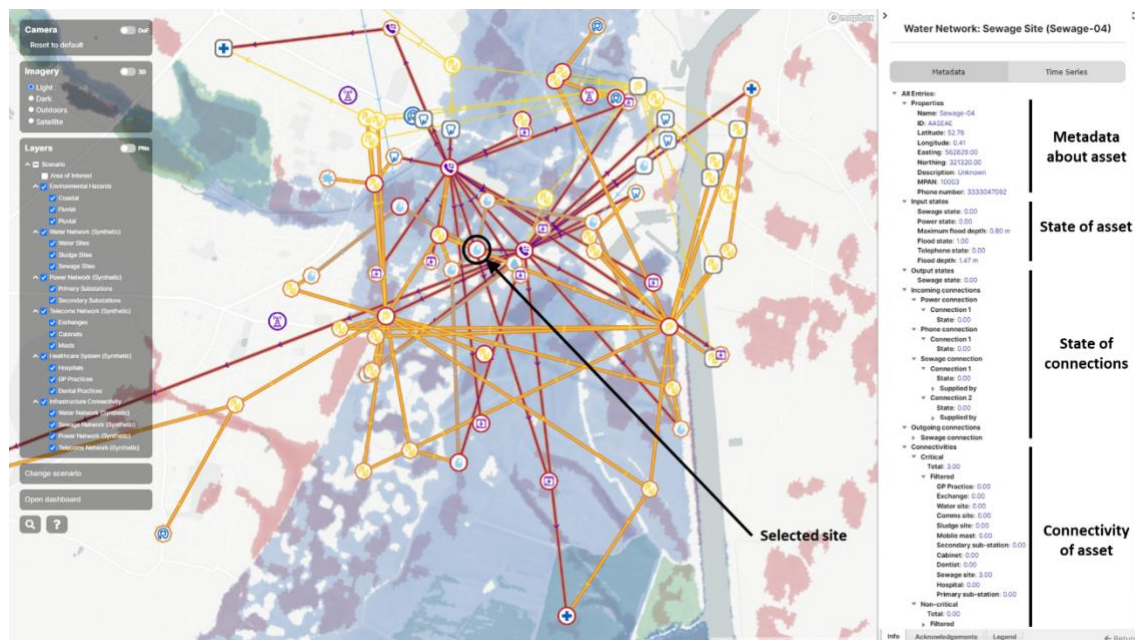 Camera
DoF
Reset to default
Imagery
3D
Light
Dark
Outdoors
Satellite
Layers
PNs
Scenario
Area of Interest
Environmental Hazards
Coastal
Fluvial
Pluvial
Water Network (Synthetic)
Water Sites
Sludge Sites
Sewage Sites
Power Network (Synthetic)
Primary Substations
Secondary Substations
Telecoms Network (Synthetic)
Exchanges
Cabinets
Masts
Healthcare System (Synthetic)
Hospitals
GP Practices
Dental Practices
Infrastructure Connectivity
Water Network (Synthetic)
Sewage Network (Synthetic)
Power Network (Synthetic)
Telecoms Network (Synthetic)
Change scenario
Open dashboard
?
mapbox
Selected site
Water Network: Sewage Site (Sewage-04)
Metadata
Time Series
All Entries:
Properties
Name: Sewage-04
ID: AASEAE
Latitude: 52.76
Longitude: 0.41
Easting: 562829.00
Northing: 321320.00
Description: Unknown
MPAN: 10003
Phone number: 3333047092
Input states
Sewage state: 0.00
Power state: 0.00
Maximum flood depth: 0.80 m
Flood state: 1.00
Telephone state: 0.00
Flood depth: 1.47 m
Output states
Sewage state: 0.00
Incoming connections
Power connection
Connection 1
State: 0.00
Phone connection
Connection 1
State: 0.00
Sewage connection
Connection 1
State: 0.00
Supplied by
Connection 2
State: 0.00
Supplied by
Outgoing connections
Sewage connection
Connectivities
Critical
Total: 3.00
Filtered
GP Practice: 0.00
Exchange: 0.00
Water site: 0.00
Comms site: 0.00
Sludge site: 0.00
Mobile mast: 0.00
Secondary sub-station: 0.00
Cabinet: 0.00
Dentist: 0.00
Sewage site: 3.00
Hospital: 0.00
Primary sub-station: 0.00
Non-critical
Total: 0.00
Filtered
Metadata
about asset
State of asset
State of
connections
Connectivity
of asset
Info
Acknowledgements
Legend